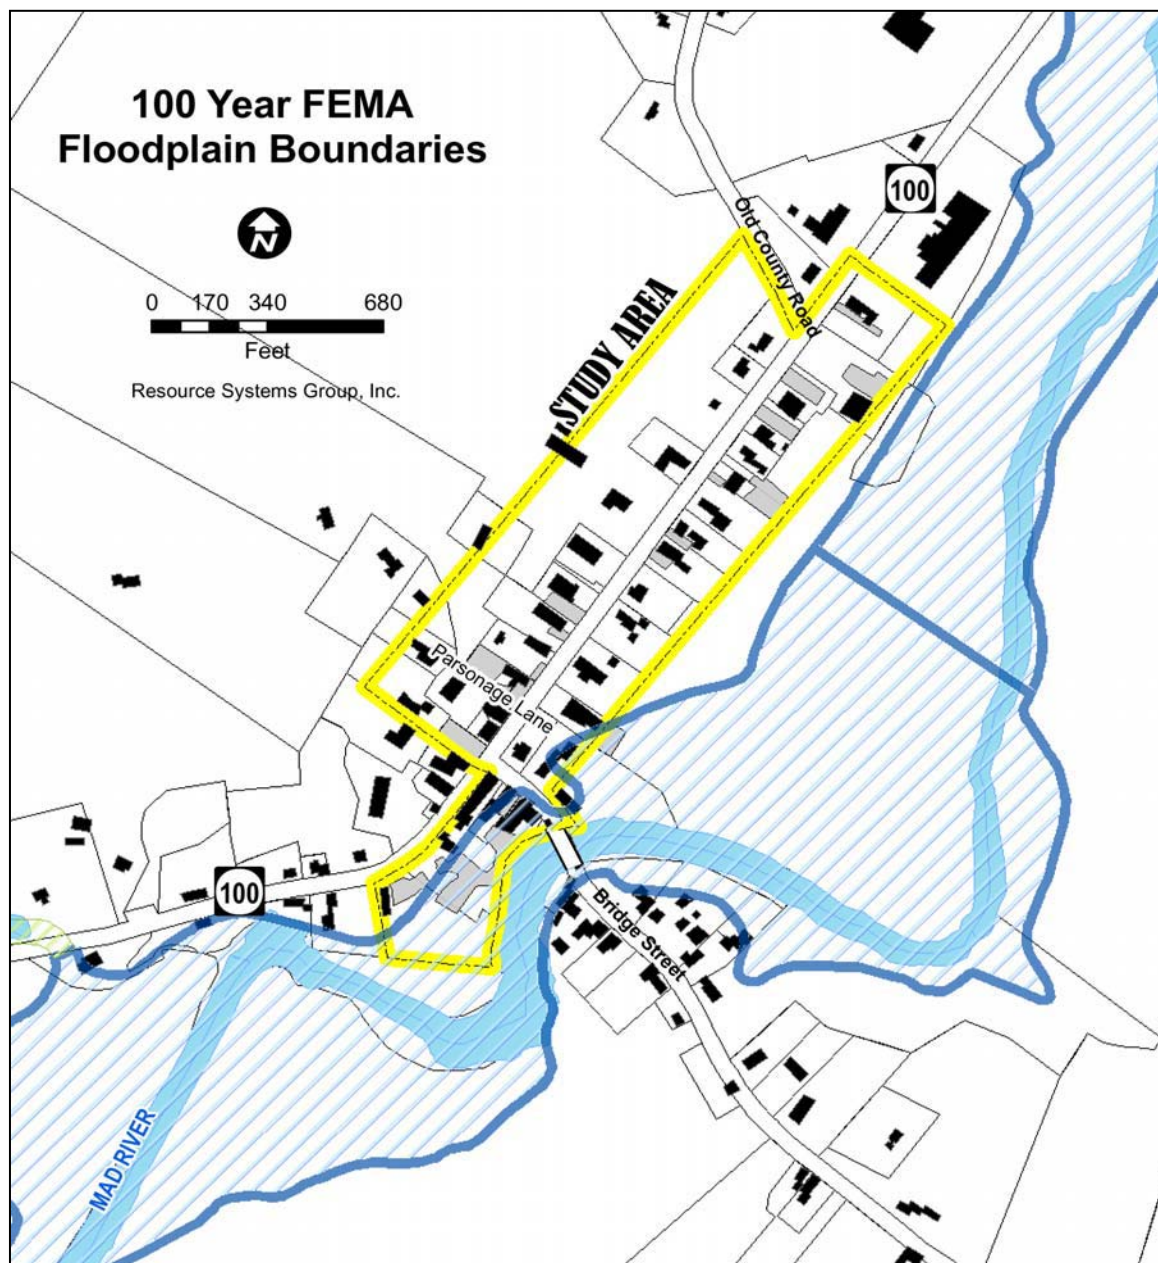 100 Year FEMA
Floodplain Boundaries
N
0 170 340 680
Feet
Resource Systems Group, Inc.
100
Old County Road
STUDY AREA
Parsonage Lane
100
Bridge Street
MAD RIVER